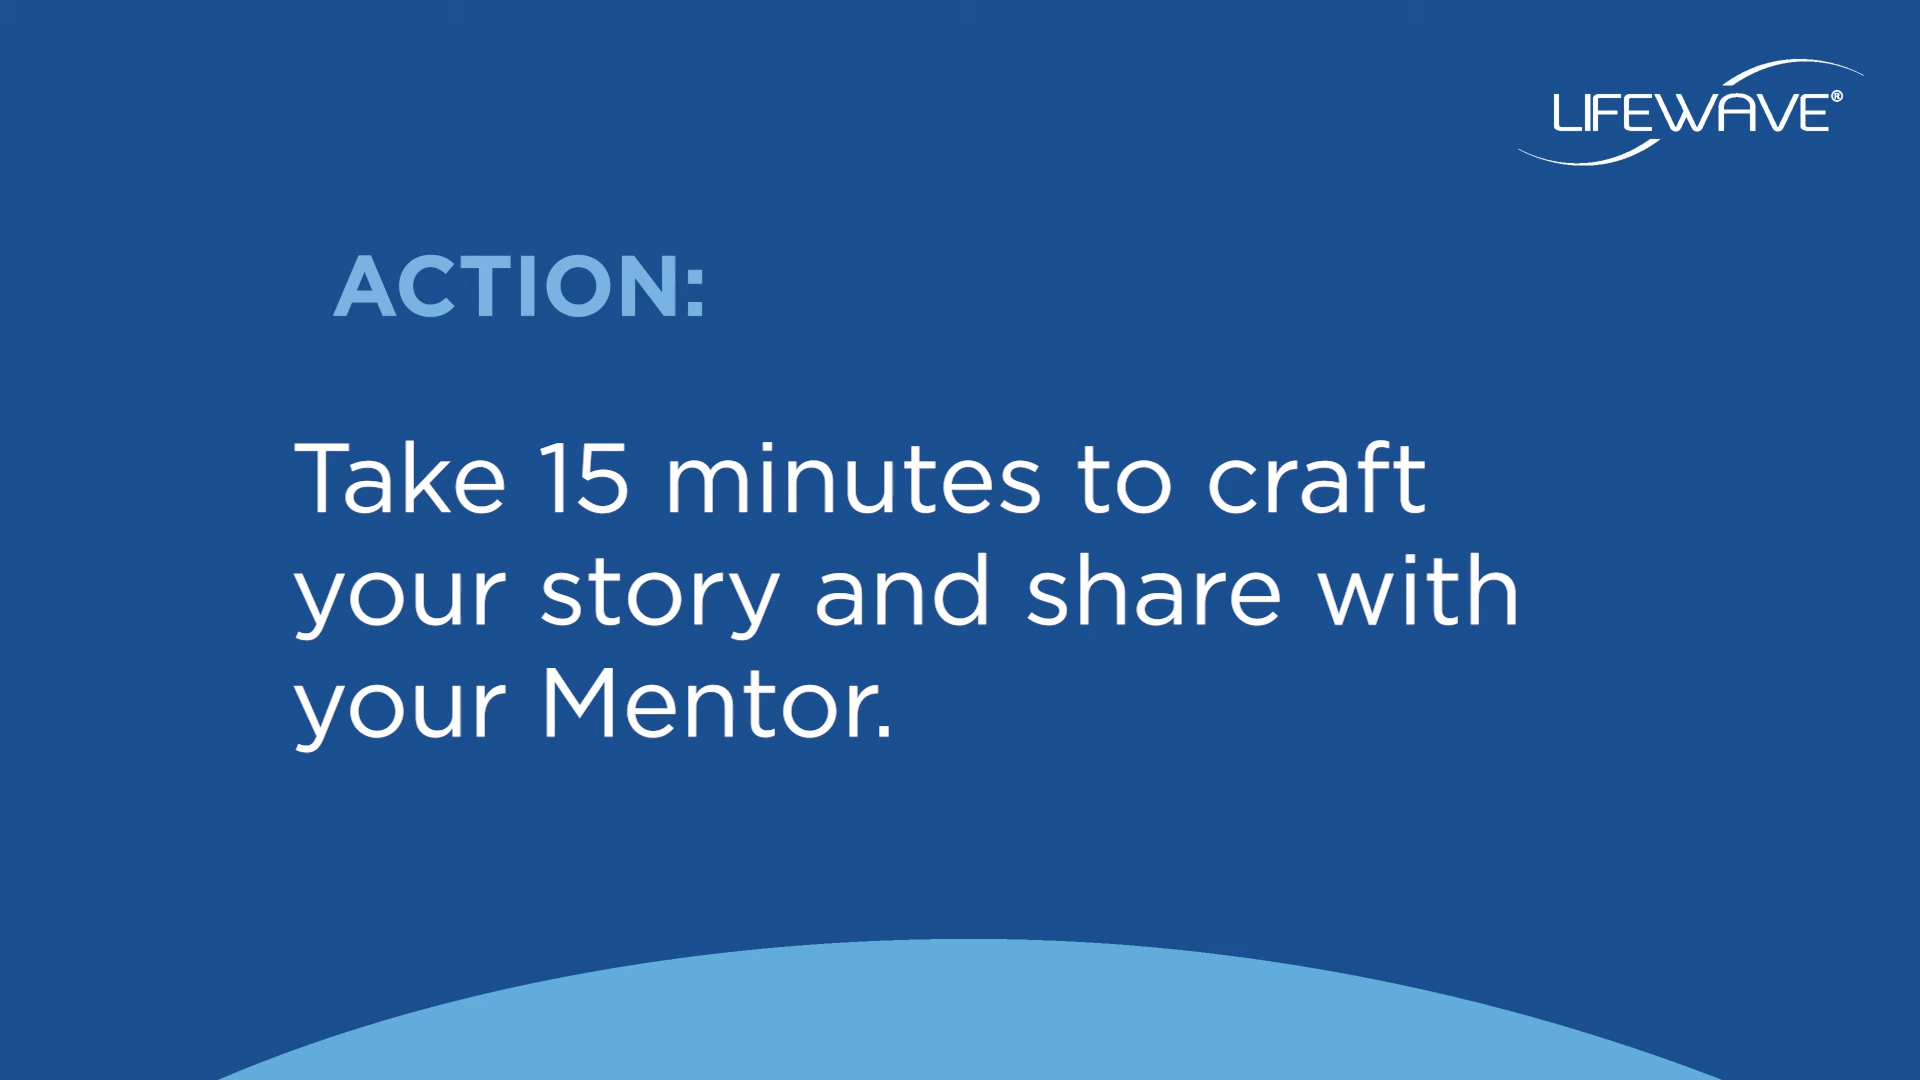 LIFEWAVE®
ACTION:
Take 15 minutes to craft
your story and share with
your Mentor.